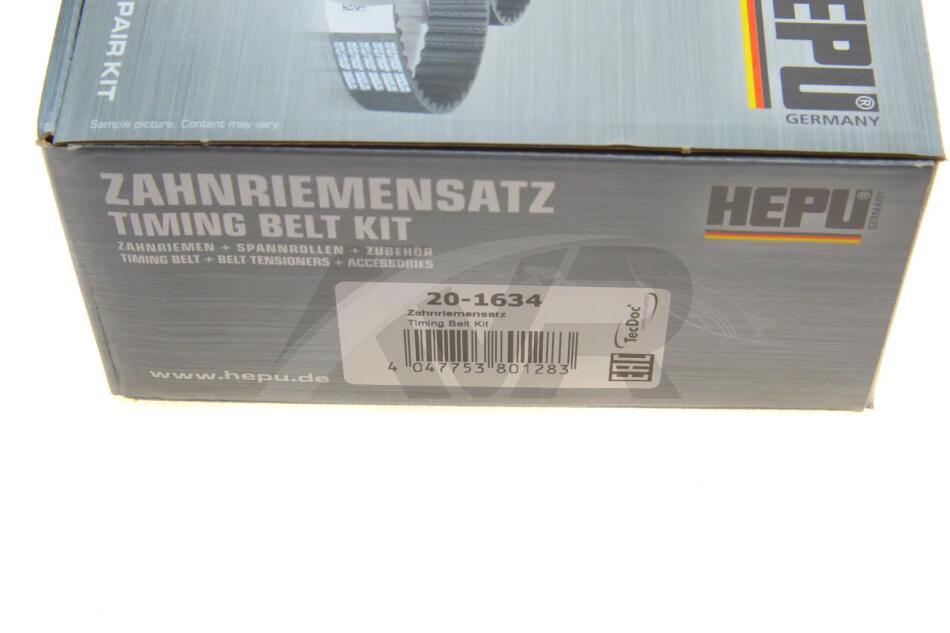 PAIR KIT
Sample picture. Content may vary
HEPU®
GERMANY
ZAHNRIEMENSATZ
TIMING BELT KIT
ZAHNRIEMEN + SPANNROLLEN + ZUBEHÖR
TIMING BELT + BELT TENSIONERS + ACCESSORIES
HEPU®
GERMANY
20-1634
Zahnriemensatz
Timing Belt Kit
4 047753 801283
TecDoc
EAC
www.hepu.de